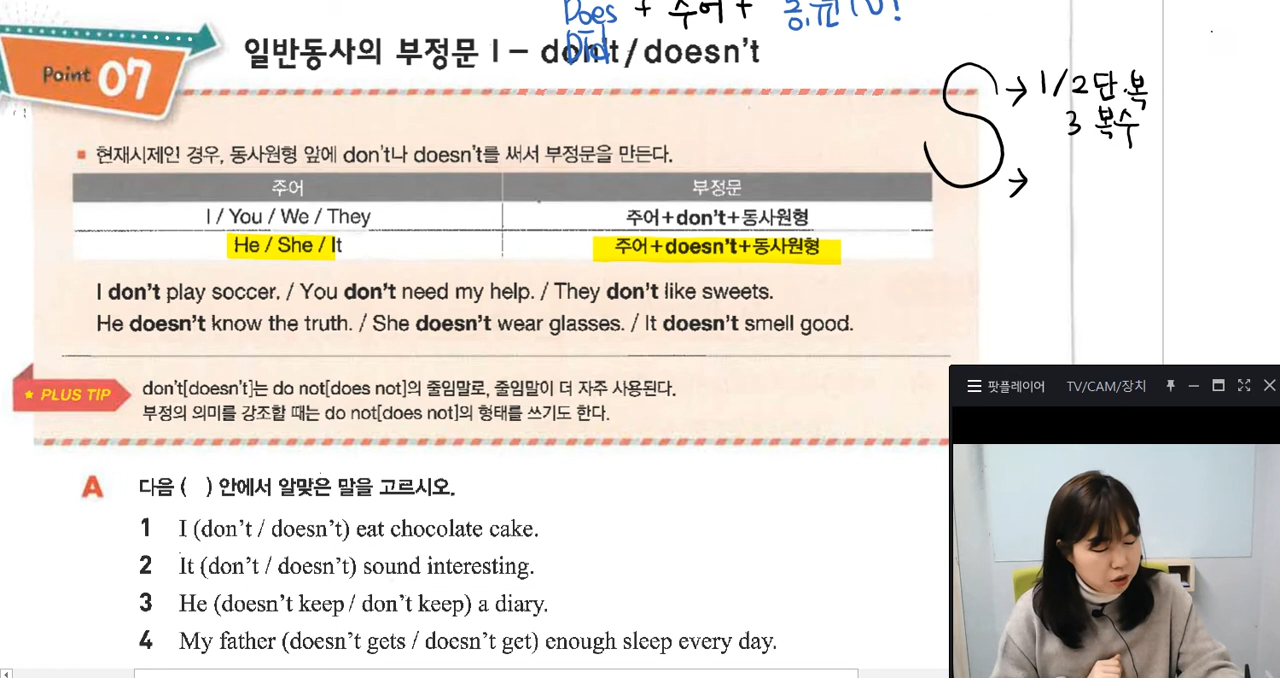 Does + 주어 + 동.원(V)!
Did
Point 07
일반동사의 부정문 I – don't / doesn't
S → 1/2 단.복
3 복수
→
■ 현재시제인 경우, 동사원형 앞에 don't나 doesn't를 써서 부정문을 만든다.
주어 부정문
I / You / We / They 주어+don't+동사원형
He / She / It 주어+doesn't+동사원형
I don't play soccer. / You don't need my help. / They don't like sweets.
He doesn't know the truth. / She doesn't wear glasses. / It doesn't smell good.
★ PLUS TIP
don't[doesn't]는 do not[does not]의 줄임말로, 줄임말이 더 자주 사용된다.
부정의 의미를 강조할 때는 do not[does not]의 형태를 쓰기도 한다.
팟플레이어 TV/CAM/장치
A 다음 ( ) 안에서 알맞은 말을 고르시오.
1 I (don't / doesn't) eat chocolate cake.
2 It (don't / doesn't) sound interesting.
3 He (doesn't keep / don't keep) a diary.
4 My father (doesn't gets / doesn't get) enough sleep every day.